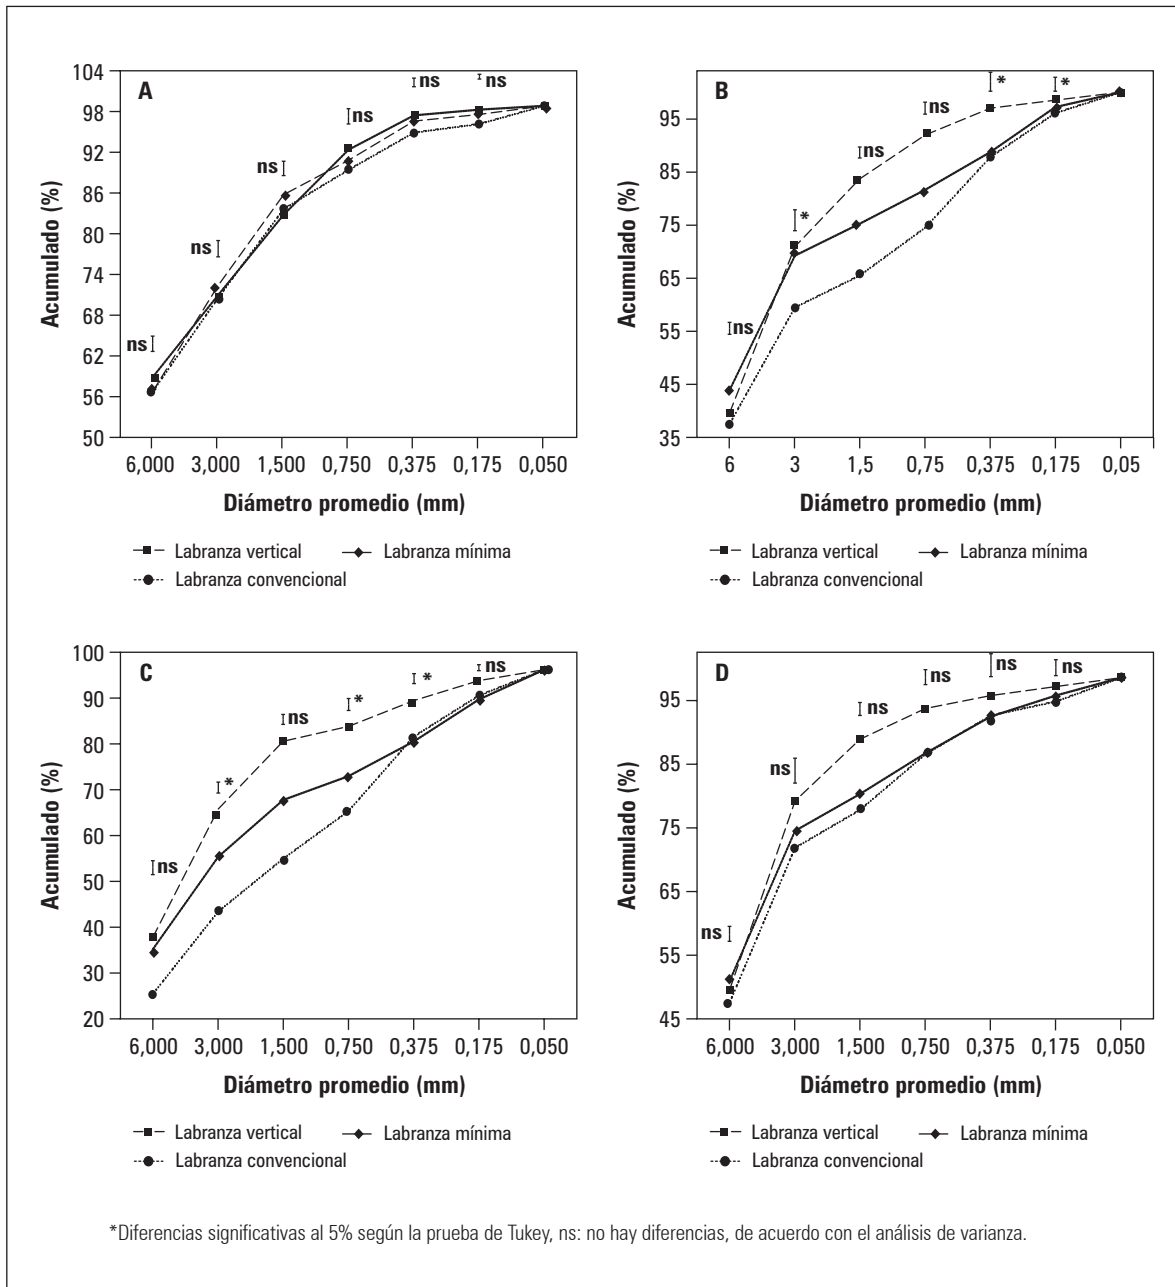 A
104
98
92
86
80
74
68
62
56
50
Acumulado (%)
ns
ns
ns
ns
ns
ns
6,000 3,000 1,500 0,750 0,375 0,175 0,050
Diámetro promedio (mm)
Labranza vertical Labranza mínima
Labranza convencional
B
95
85
75
65
55
45
35
Acumulado (%)
ns
*
ns
ns
*
*
6 3 1,5 0,75 0,375 0,175 0,05
Diámetro promedio (mm)
Labranza vertical Labranza mínima
Labranza convencional
C
100
90
80
70
60
50
40
30
20
Acumulado (%)
ns
*
ns
*
*
ns
6,000 3,000 1,500 0,750 0,375 0,175 0,050
Diámetro promedio (mm)
Labranza vertical Labranza mínima
Labranza convencional
D
95
85
75
65
55
45
Acumulado (%)
ns
ns
ns
ns
ns
ns
6,000 3,000 1,500 0,750 0,375 0,175 0,050
Diámetro promedio (mm)
Labranza vertical Labranza mínima
Labranza convencional
*Diferencias significativas al 5% según la prueba de Tukey, ns: no hay diferencias, de acuerdo con el análisis de varianza.